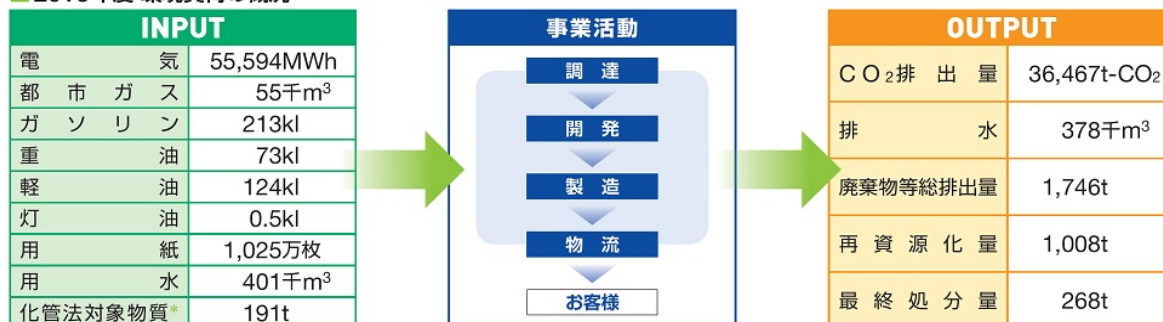 INPUT
電気 55,594MWh
都市ガス 55千m³
ガソリン 213kl
重油 73kl
軽油 124kl
灯油 0.5kl
用紙 1,025万枚
用水 401千m³
化管法対象物質* 191t
事業活動
調達
開発
製造
物流
お客様
OUTPUT
CO₂排出量 36,467t-CO₂
排水 378千m³
廃棄物等総排出量 1,746t
再資源化量 1,008t
最終処分量 268t